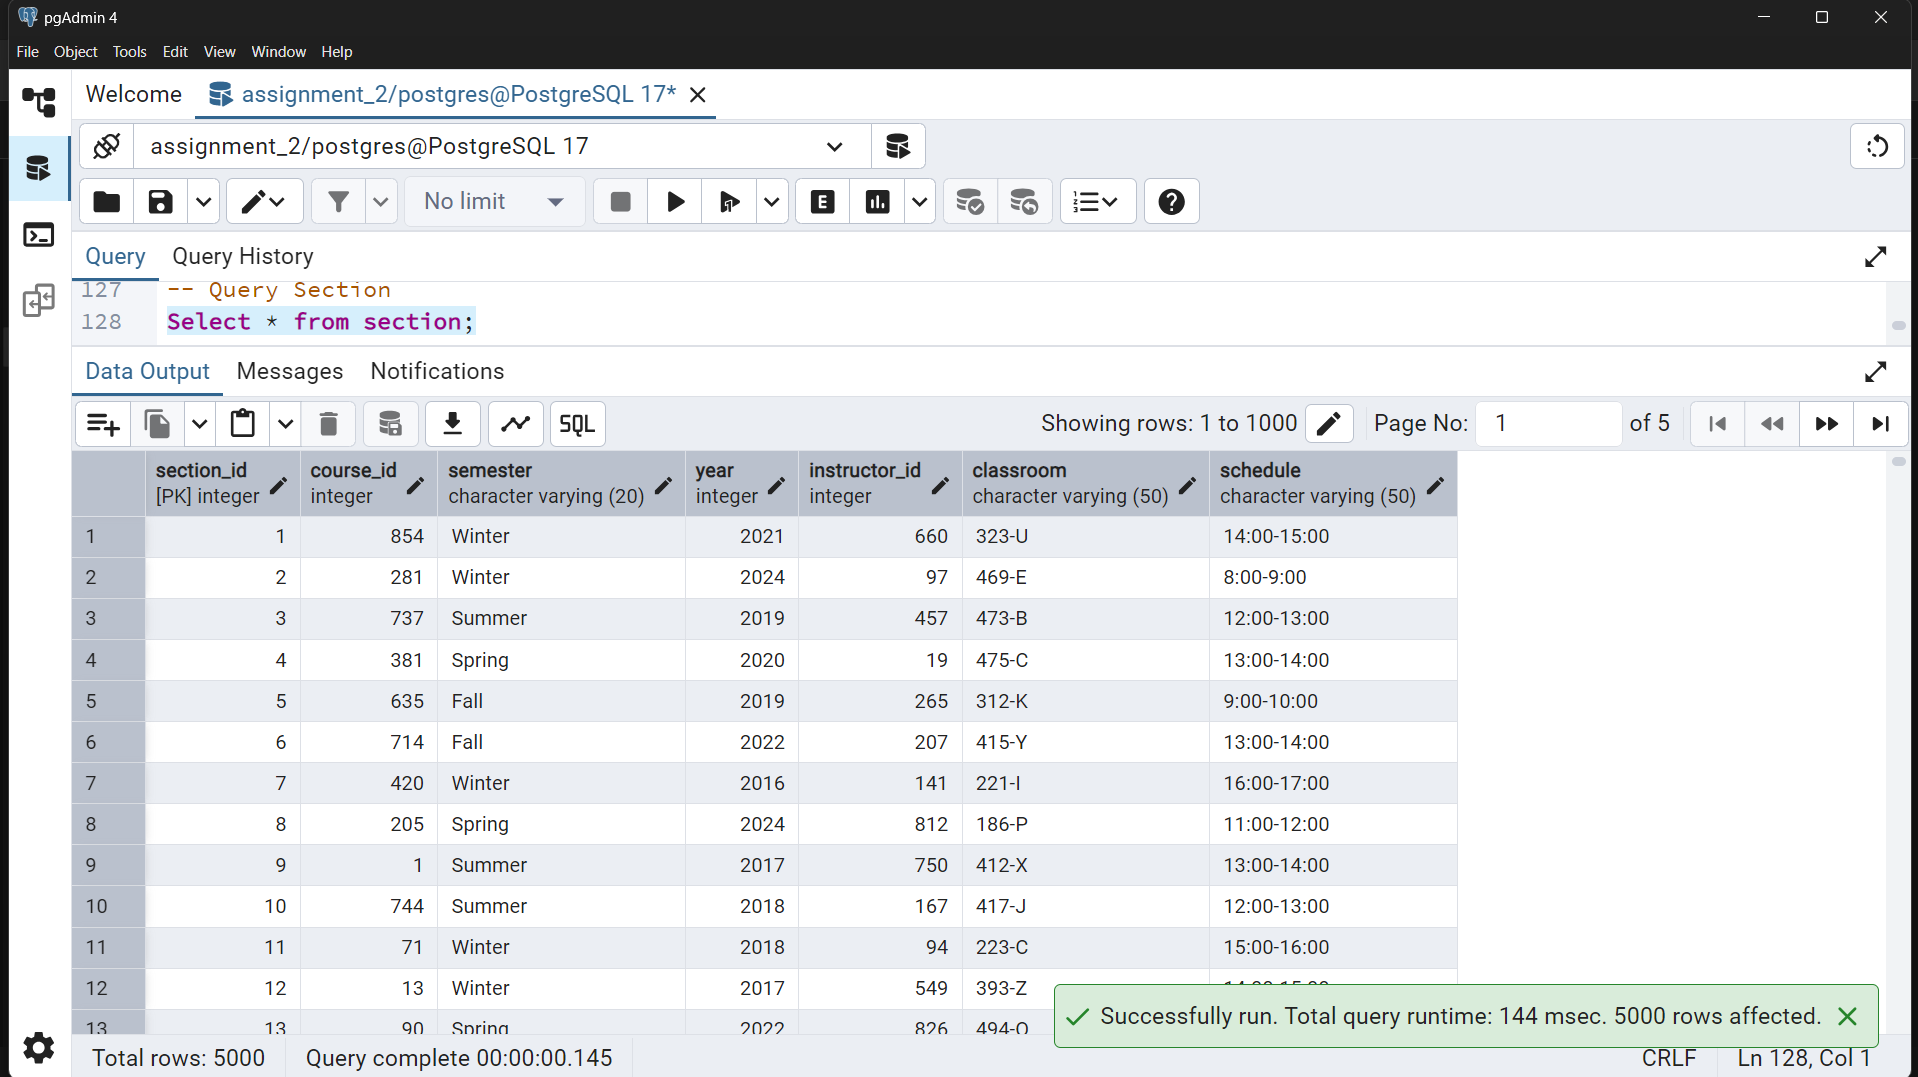 pgAdmin 4
File Object Tools Edit View Window Help
Welcome assignment_2/postgres@PostgreSQL 17*
assignment_2/postgres@PostgreSQL 17
No limit
Query Query History
127 -- Query Section
128 Select * from section;
Data Output Messages Notifications
SQL Showing rows: 1 to 1000 Page No: 1 of 5
section_id course_id semester year instructor_id classroom schedule
[PK] integer integer character varying (20) integer integer character varying (50) character varying (50)
1 1 854 Winter 2021 660 323-U 14:00-15:00
2 2 281 Winter 2024 97 469-E 8:00-9:00
3 3 737 Summer 2019 457 473-B 12:00-13:00
4 4 381 Spring 2020 19 475-C 13:00-14:00
5 5 635 Fall 2019 265 312-K 9:00-10:00
6 6 714 Fall 2022 207 415-Y 13:00-14:00
7 7 420 Winter 2016 141 221-I 16:00-17:00
8 8 205 Spring 2024 812 186-P 11:00-12:00
9 9 1 Summer 2017 750 412-X 13:00-14:00
10 10 744 Summer 2018 167 417-J 12:00-13:00
11 11 71 Winter 2018 94 223-C 15:00-16:00
12 12 13 Winter 2017 549 393-Z
13 13 90 Spring 2022 826
Successfully run. Total query runtime: 144 msec. 5000 rows affected.
Total rows: 5000 Query complete 00:00:00.145 CRLF Ln 128, Col 1